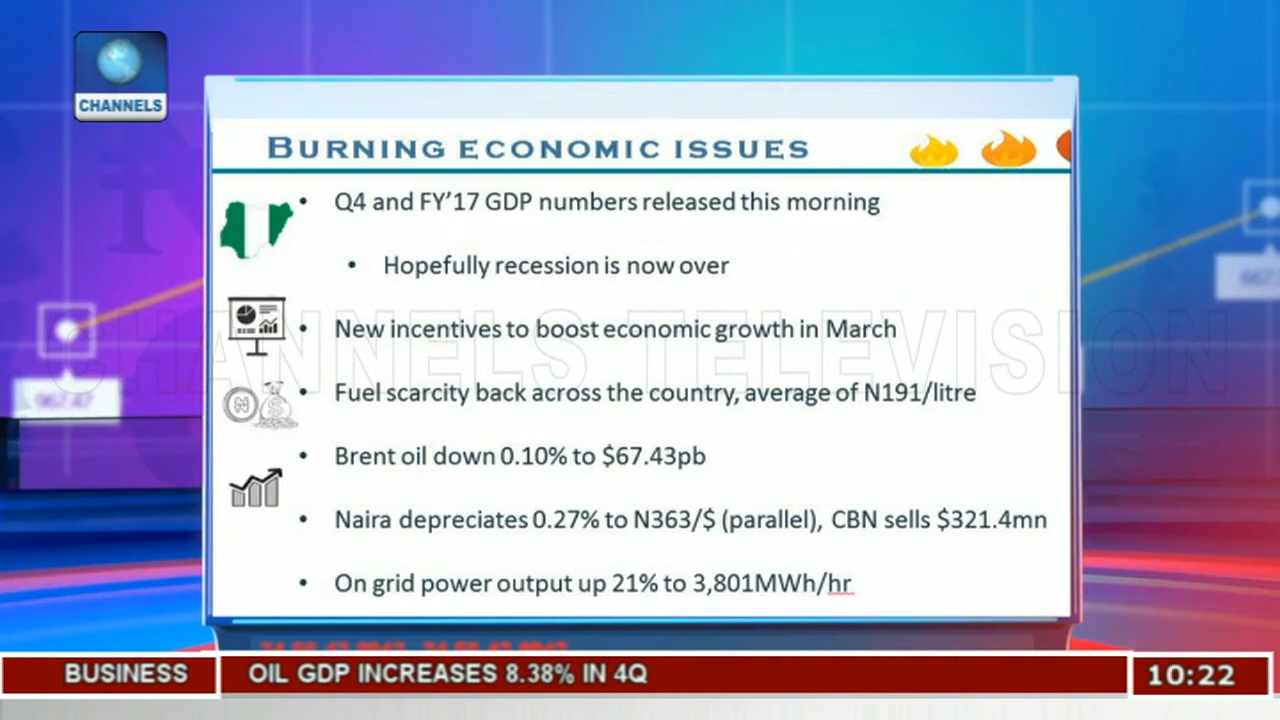 CHANNELS
BURNING ECONOMIC ISSUES
• Q4 and FY'17 GDP numbers released this morning
• Hopefully recession is now over
• New incentives to boost economic growth in March
• Fuel scarcity back across the country, average of N191/litre
• Brent oil down 0.10% to $67.43pb
• Naira depreciates 0.27% to N363/$ (parallel), CBN sells $321.4mn
• On grid power output up 21% to 3,801MWh/hr
CHANNELS TELEVISION
BUSINESS
OIL GDP INCREASES 8.38% IN 4Q
10:22